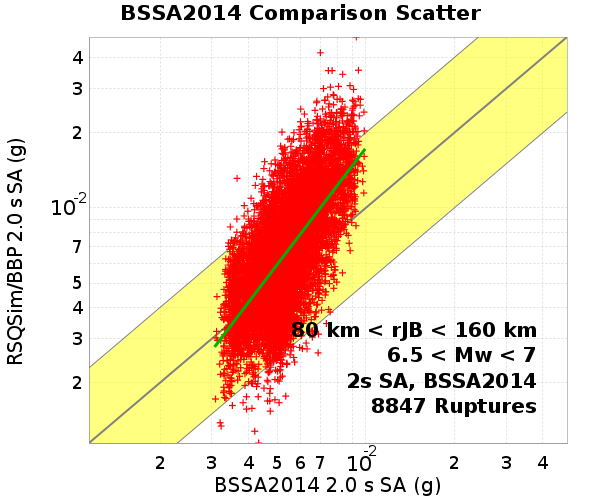 BSSA2014 Comparison Scatter
RSQSim/BBP 2.0 s SA (g)
4
3
2
10-2
7
5
4
3
2
80 km < rJB < 160 km
6.5 < Mw < 7
2s SA, BSSA2014
8847 Ruptures
2 3 4 5 6 7 10-2 2 3 4
BSSA2014 2.0 s SA (g)